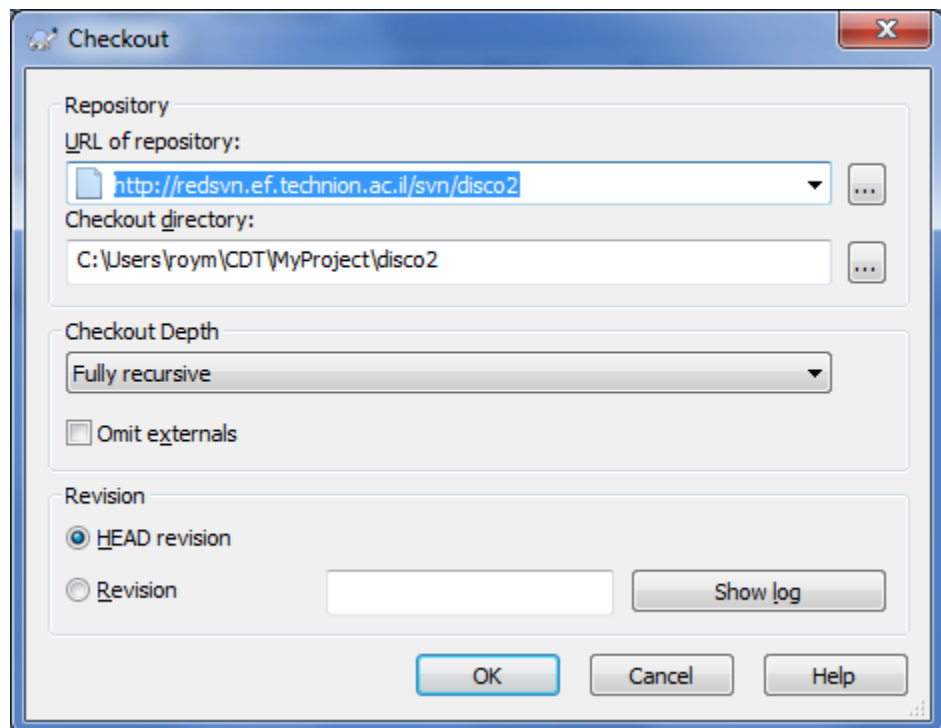 Checkout
Repository
URL of repository:
http://redsvn.ef.technion.ac.il/svn/disco2
...
Checkout directory:
C:\Users\roym\CDT\MyProject\disco2
...
Checkout Depth
Fully recursive
Omit externals
Revision
HEAD revision
Revision
Show log
OK Cancel Help